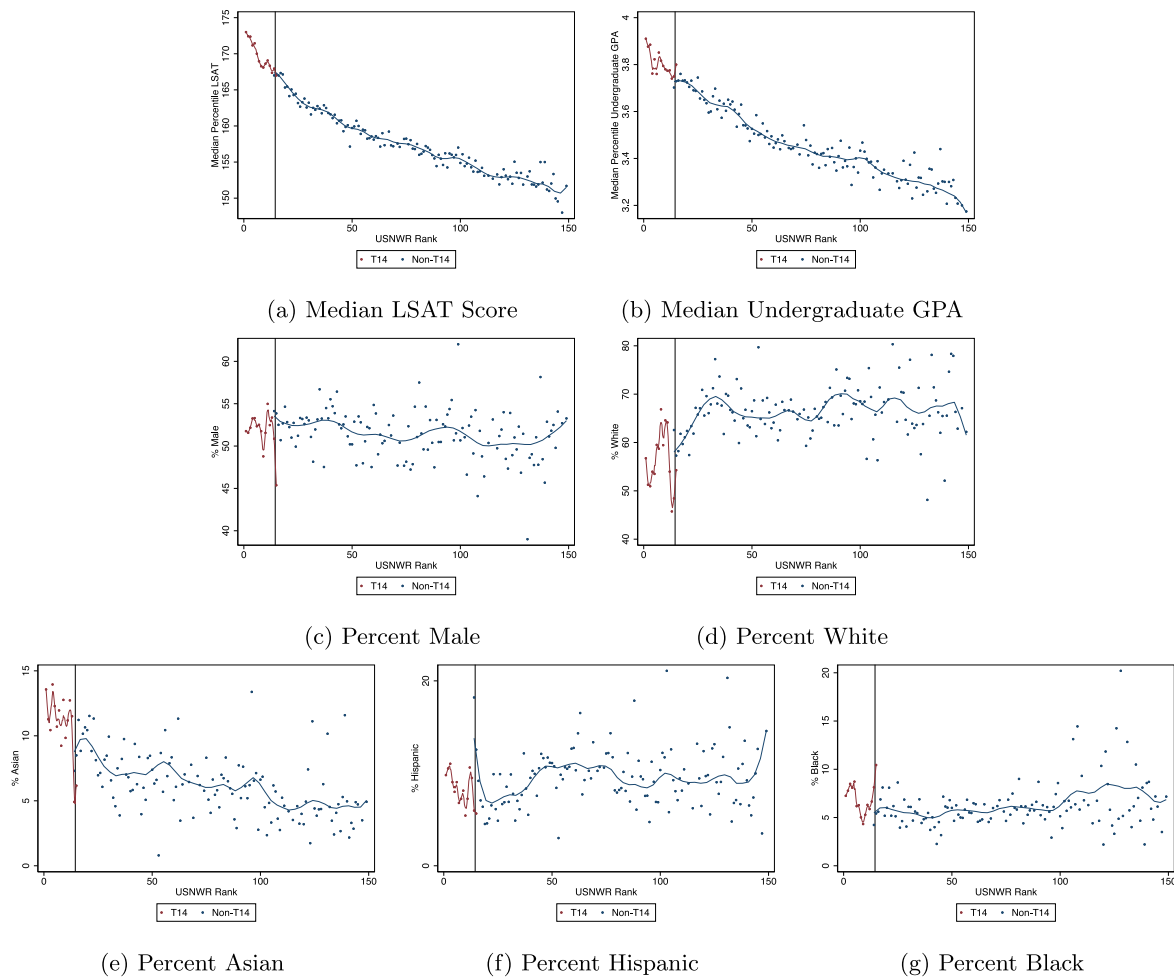 Median Percentile LSAT
175
170
165
160
155
150
0 50 100 150
USNWR Rank
T14 Non-T14
(a) Median LSAT Score
Median Percentile Undergraduate GPA
4
3.8
3.6
3.4
3.2
0 50 100 150
USNWR Rank
T14 Non-T14
(b) Median Undergraduate GPA
% Male
60
55
50
45
40
0 50 100 150
USNWR Rank
T14 Non-T14
(c) Percent Male
% White
80
70
60
50
40
0 50 100 150
USNWR Rank
T14 Non-T14
(d) Percent White
% Asian
15
10
5
0
0 50 100 150
USNWR Rank
T14 Non-T14
(e) Percent Asian
% Hispanic
20
10
0
0 50 100 150
USNWR Rank
T14 Non-T14
(f) Percent Hispanic
% Black
20
15
10
5
0
0 50 100 150
USNWR Rank
T14 Non-T14
(g) Percent Black